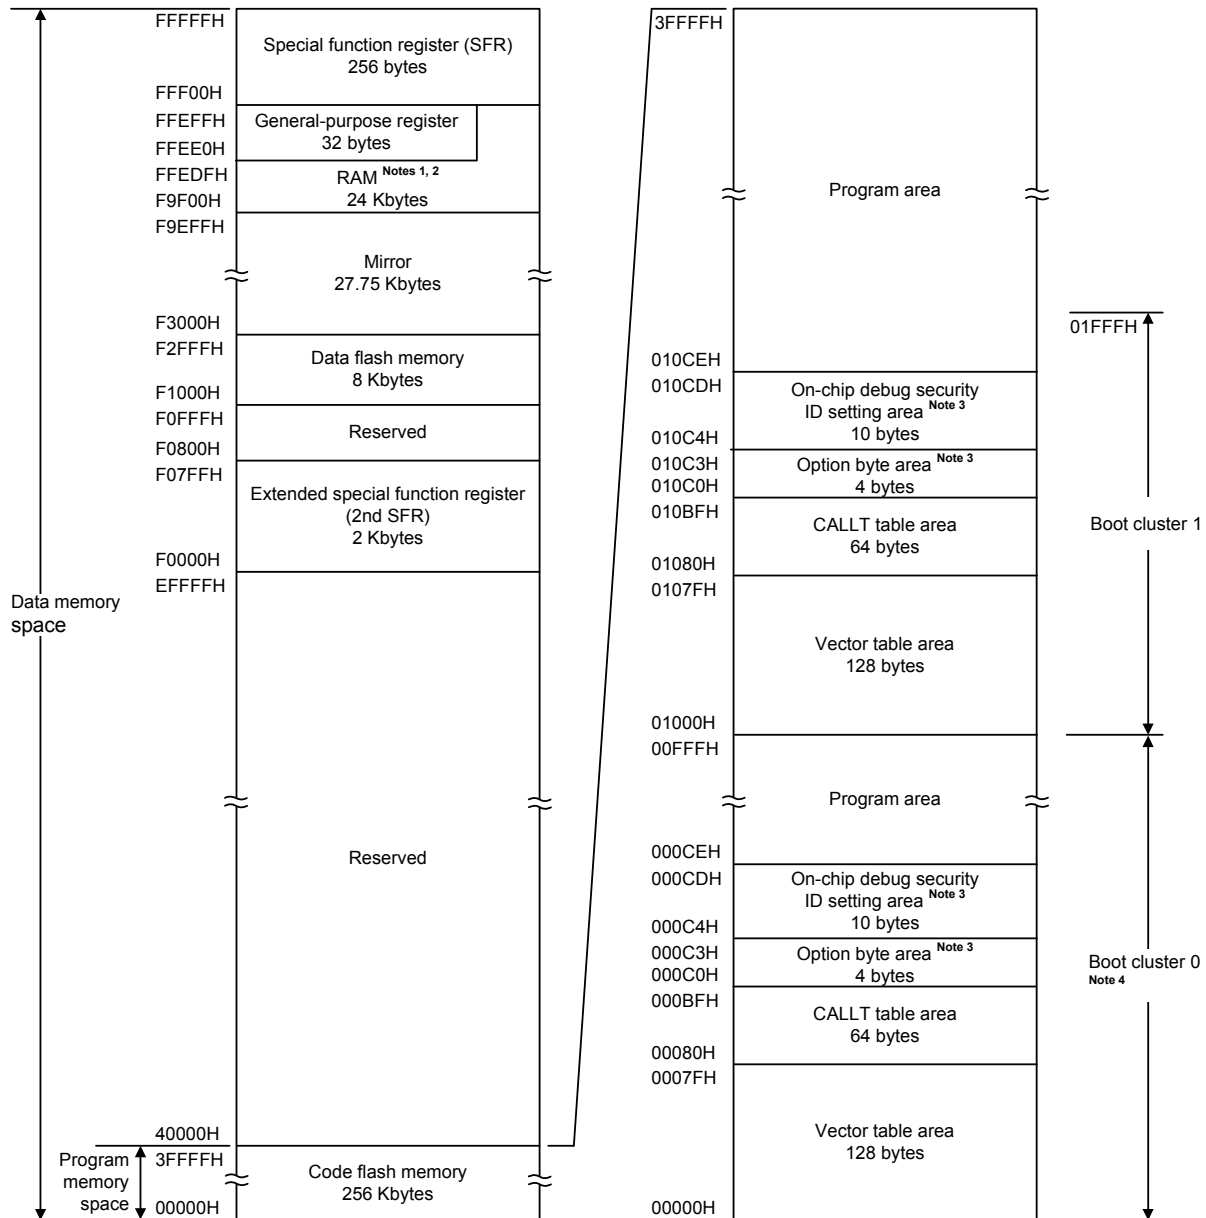 FFFFFH
Special function register (SFR)
256 bytes
FFF00H
FFEFFH
General-purpose register
32 bytes
FFEE0H
FFEDFH
RAM Notes 1, 2
24 Kbytes
F9F00H
F9EFFH
Mirror
27.75 Kbytes
F3000H
F2FFFH
Data flash memory
8 Kbytes
F1000H
F0FFFH
Reserved
F0800H
F07FFH
Extended special function register
(2nd SFR)
2 Kbytes
F0000H
EFFFFH
Data memory
space
Reserved
40000H
Program
memory
space
3FFFFH
Code flash memory
256 Kbytes
00000H
3FFFFH
Program area
01FFFH
010CEH
010CDH
On-chip debug security
ID setting area Note 3
10 bytes
010C4H
010C3H
Option byte area Note 3
4 bytes
010C0H
010BFH
CALLT table area
64 bytes
Boot cluster 1
01080H
0107FH
Vector table area
128 bytes
01000H
00FFFH
Program area
000CEH
000CDH
On-chip debug security
ID setting area Note 3
10 bytes
000C4H
000C3H
Option byte area Note 3
4 bytes
000C0H
Boot cluster 0
Note 4
000BFH
CALLT table area
64 bytes
00080H
0007FH
Vector table area
128 bytes
00000H